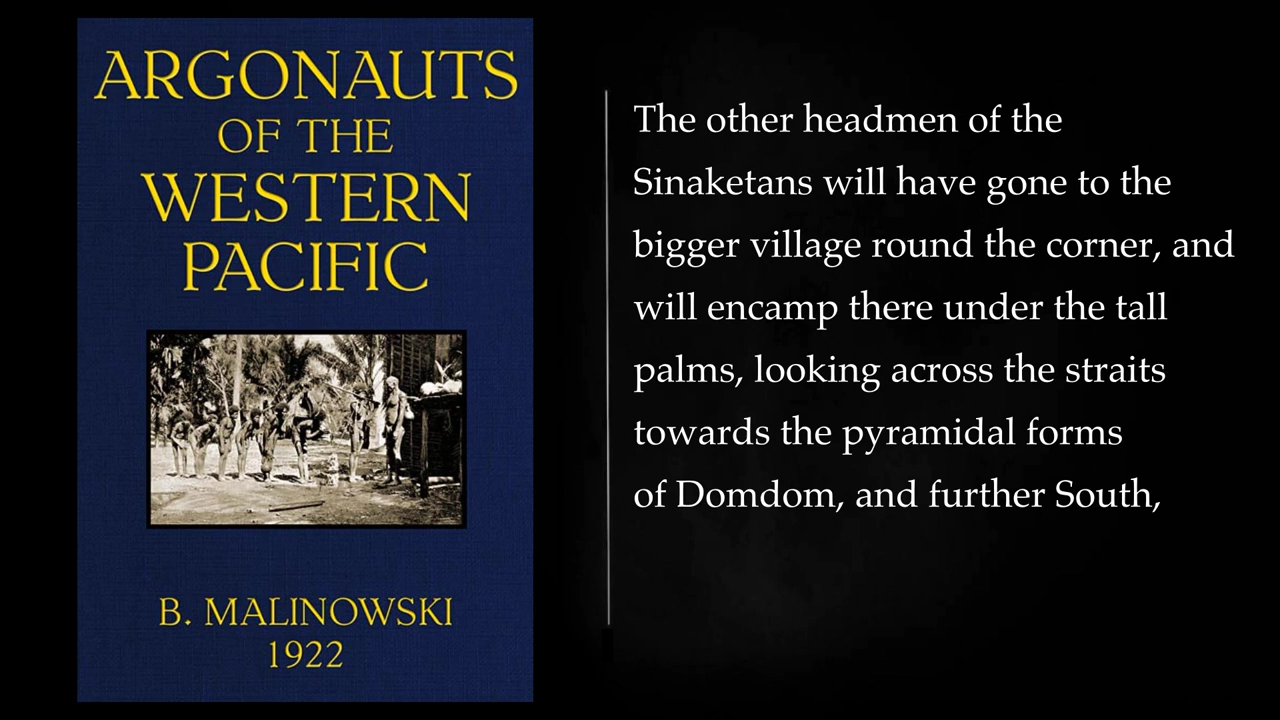 ARGONAUTS
OF THE
WESTERN
PACIFIC
B. MALINOWSKI
1922
The other headmen of the
Sinaketans will have gone to the
bigger village round the corner, and
will encamp there under the tall
palms, looking across the straits
towards the pyramidal forms
of Domdom, and further South,